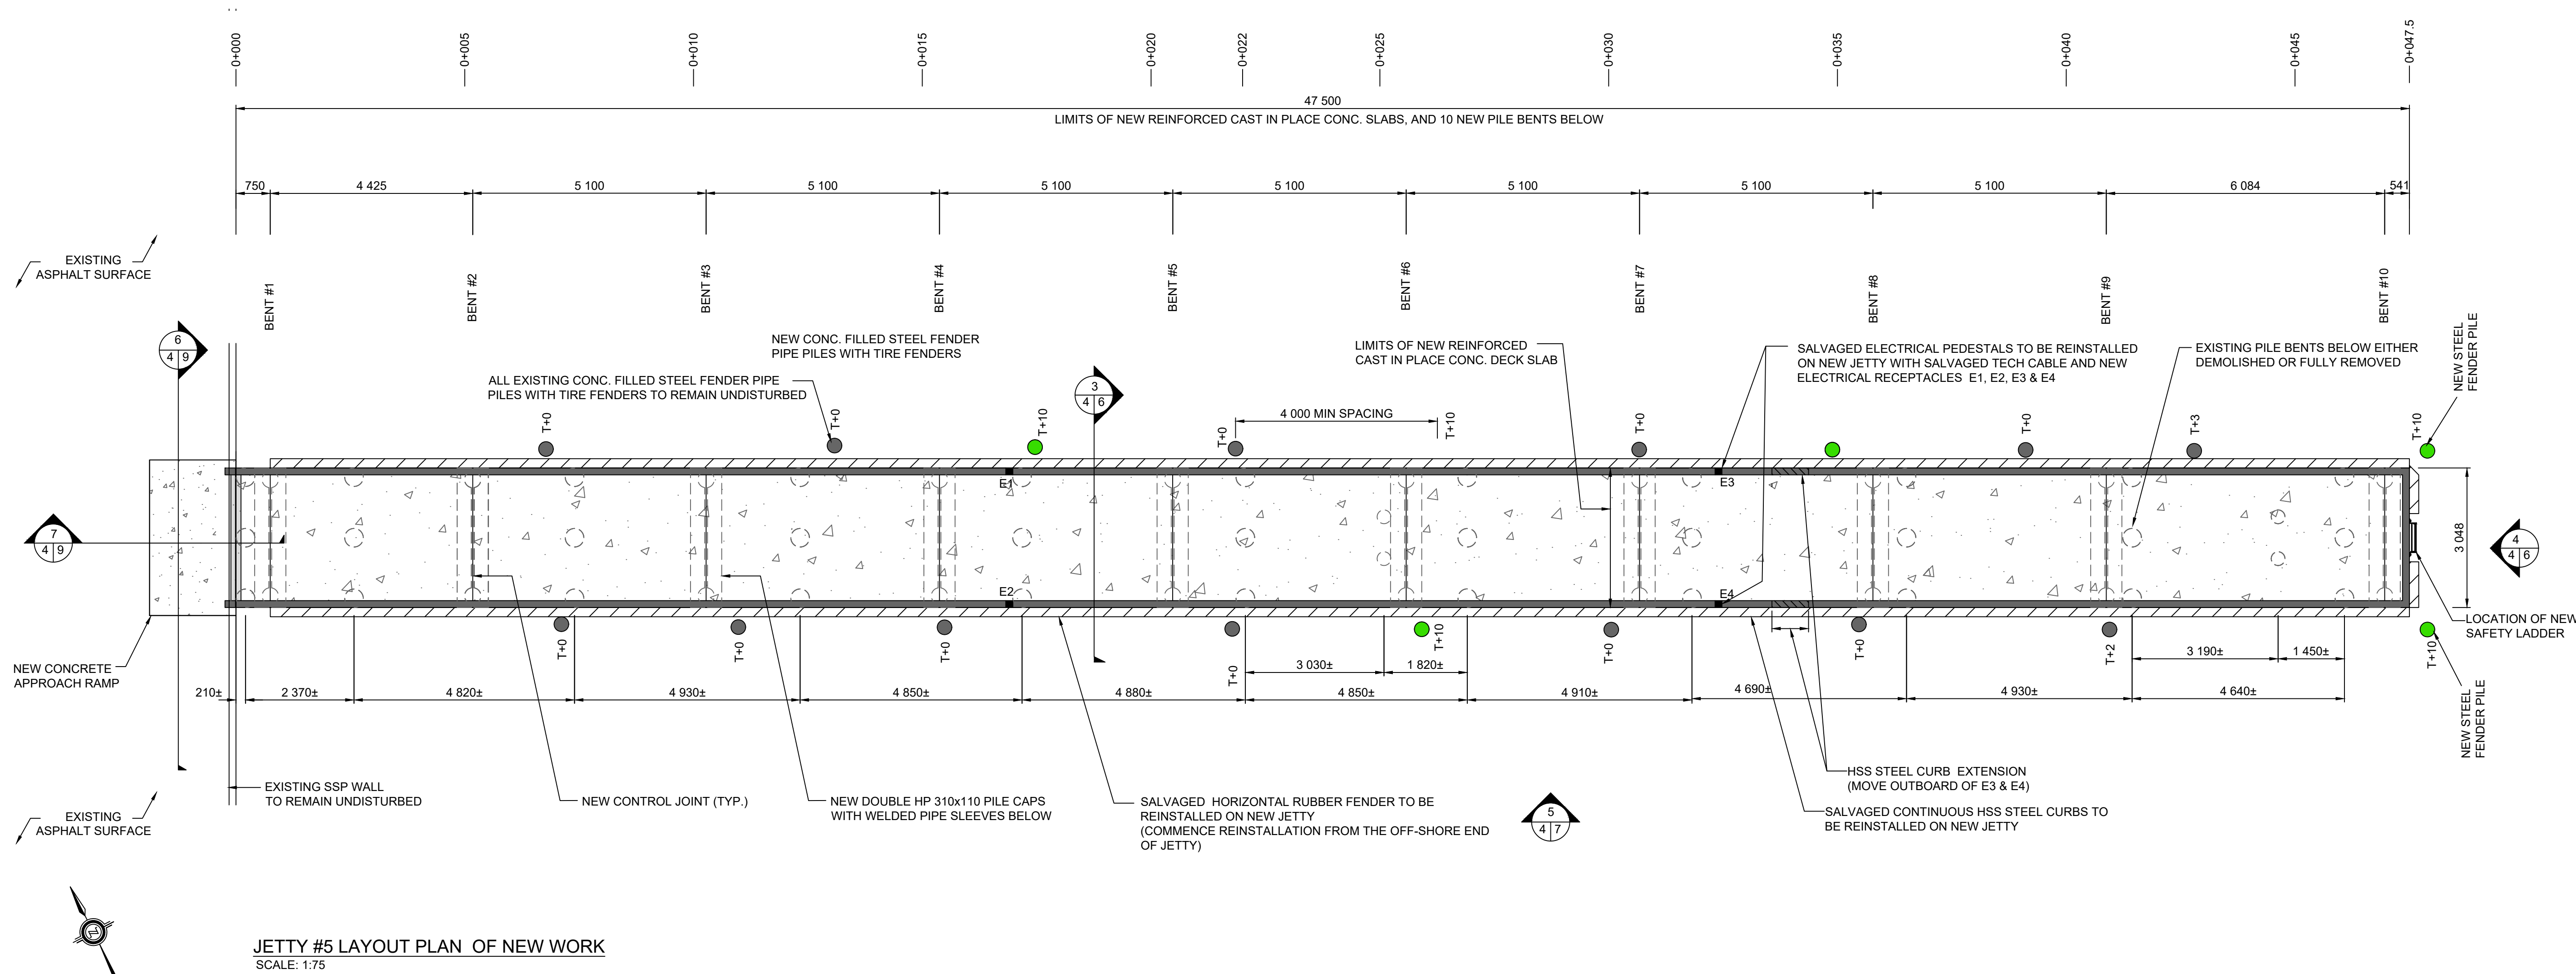 0+000
0+005
0+010
0+015
0+020
0+022
0+025
0+030
0+035
0+040
0+045
0+047.5
47 500
LIMITS OF NEW REINFORCED CAST IN PLACE CONC. SLABS, AND 10 NEW PILE BENTS BELOW
750
4 425
5 100
5 100
5 100
5 100
5 100
5 100
5 100
6 084
541
EXISTING
ASPHALT SURFACE
BENT #1
BENT #2
BENT #3
BENT #4
BENT #5
BENT #6
BENT #7
BENT #8
BENT #9
BENT #10
6
4 9
NEW CONC. FILLED STEEL FENDER
PIPE PILES WITH TIRE FENDERS
ALL EXISTING CONC. FILLED STEEL FENDER PIPE
PILES WITH TIRE FENDERS TO REMAIN UNDISTURBED
3
4 6
LIMITS OF NEW REINFORCED
CAST IN PLACE CONC. DECK SLAB
SALVAGED ELECTRICAL PEDESTALS TO BE REINSTALLED
ON NEW JETTY WITH SALVAGED TECH CABLE AND NEW
ELECTRICAL RECEPTACLES E1, E2, E3 & E4
EXISTING PILE BENTS BELOW EITHER
DEMOLISHED OR FULLY REMOVED
NEW STEEL
FENDER PILE
4 000 MIN SPACING
T+0
T+0
T+10
T+0
T+10
T+0
T+0
T+3
T+10
E1
E3
7
4 9
3 048
4
4 6
E2
E4
T+0
T+0
T+0
T+0
T+10
T+0
T+0
T+2
T+10
LOCATION OF NEW
SAFETY LADDER
NEW CONCRETE
APPROACH RAMP
3 030±
1 820±
3 190±
1 450±
210±
2 370±
4 820±
4 930±
4 850±
4 880±
4 850±
4 910±
4 690±
4 930±
4 640±
NEW STEEL
FENDER PILE
EXISTING SSP WALL
TO REMAIN UNDISTURBED
EXISTING
ASPHALT SURFACE
NEW CONTROL JOINT (TYP.)
NEW DOUBLE HP 310x110 PILE CAPS
WITH WELDED PIPE SLEEVES BELOW
SALVAGED HORIZONTAL RUBBER FENDER TO BE
REINSTALLED ON NEW JETTY
(COMMENCE REINSTALLATION FROM THE OFF-SHORE END
OF JETTY)
5
4 7
HSS STEEL CURB EXTENSION
(MOVE OUTBOARD OF E3 & E4)
SALVAGED CONTINUOUS HSS STEEL CURBS TO
BE REINSTALLED ON NEW JETTY
N
JETTY #5 LAYOUT PLAN OF NEW WORK
SCALE: 1:75